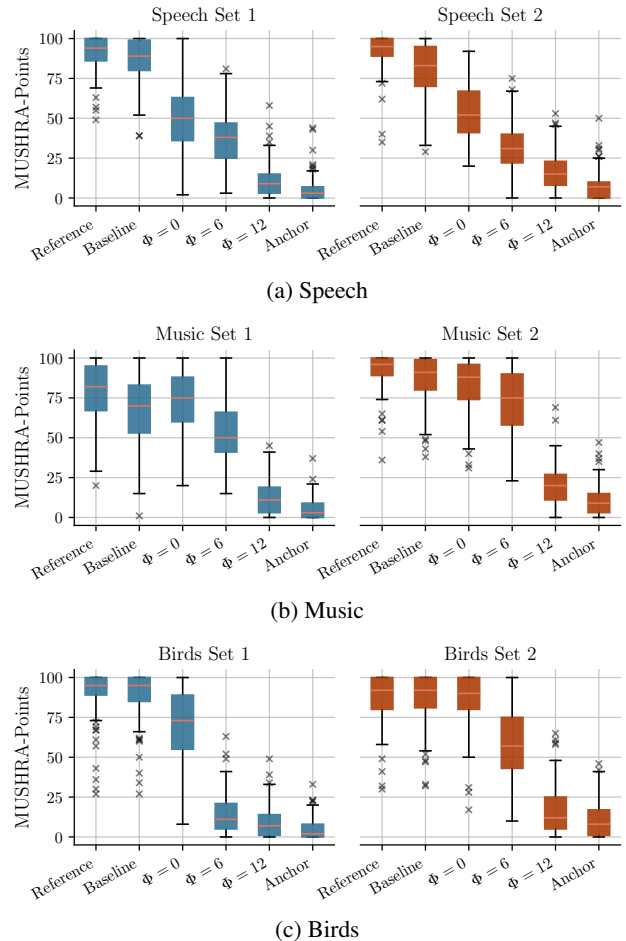 Speech Set 1
Speech Set 2
MUSHRA-Points
100
75
50
25
0
Reference
Baseline
Φ = 0
Φ = 6
Φ = 12
Anchor
Reference
Baseline
Φ = 0
Φ = 6
Φ = 12
Anchor
(a) Speech
Music Set 1
Music Set 2
MUSHRA-Points
100
75
50
25
0
Reference
Baseline
Φ = 0
Φ = 6
Φ = 12
Anchor
Reference
Baseline
Φ = 0
Φ = 6
Φ = 12
Anchor
(b) Music
Birds Set 1
Birds Set 2
MUSHRA-Points
100
75
50
25
0
Reference
Baseline
Φ = 0
Φ = 6
Φ = 12
Anchor
Reference
Baseline
Φ = 0
Φ = 6
Φ = 12
Anchor
(c) Birds